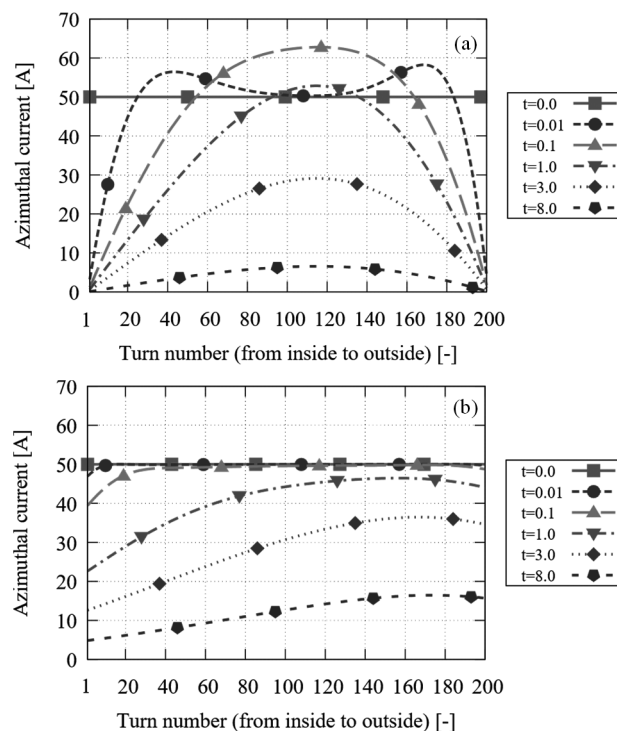 70
60
50
40
30
20
10
0
Azimuthal current [A]
(a)
1 20 40 60 80 100 120 140 160 180 200
Turn number (from inside to outside) [-]
t=0.0
t=0.01
t=0.1
t=1.0
t=3.0
t=8.0
70
60
50
40
30
20
10
0
Azimuthal current [A]
(b)
1 20 40 60 80 100 120 140 160 180 200
Turn number (from inside to outside) [-]
t=0.0
t=0.01
t=0.1
t=1.0
t=3.0
t=8.0